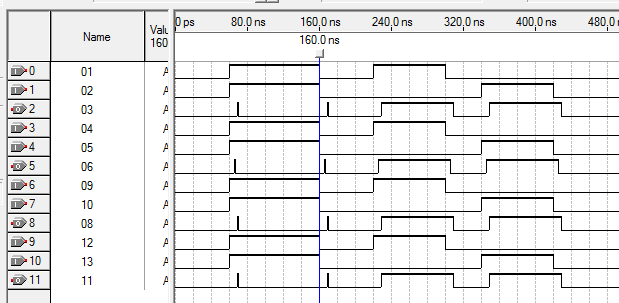 0 ps 80.0 ns 160.0 ns 240.0 ns 320.0 ns 400.0 ns 480.0
Name Valu
160
160.0 ns
0 01 A
1 02 A
2 03 A
3 04 A
4 05 A
5 06 A
6 09 A
7 10 A
8 08 A
9 12 A
10 13 A
11 11 A